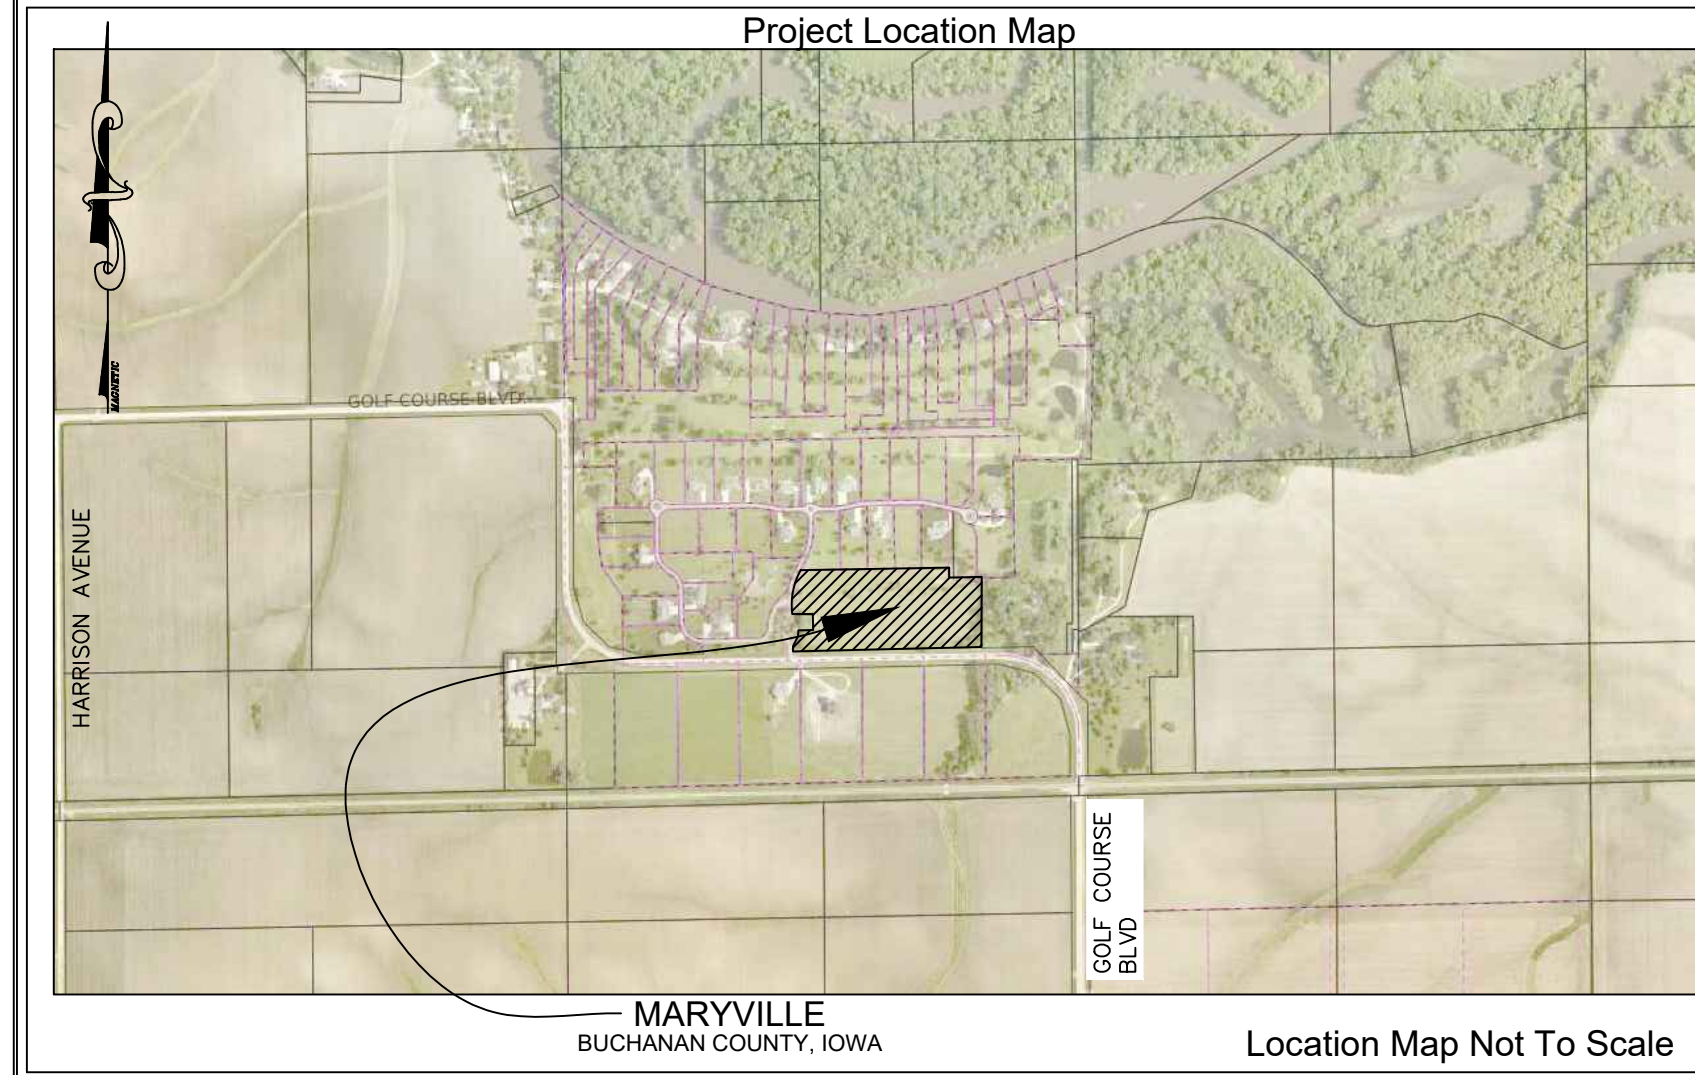 Project Location Map
MAGNETIC
GOLF COURSE BLVD.
HARRISON AVENUE
GOLF COURSE
BLVD
MARYVILLE
BUCHANAN COUNTY, IOWA
Location Map Not To Scale